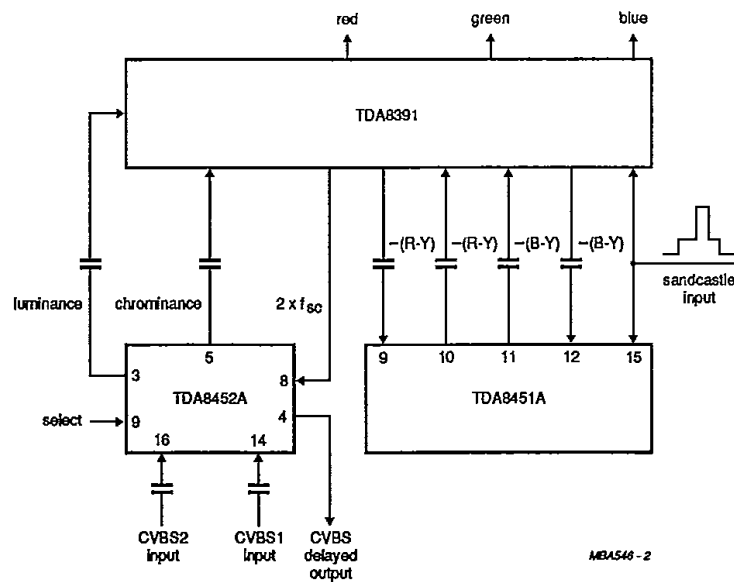 red
green
blue
TDA8391
−(R-Y)
−(R-Y)
−(B-Y)
−(B-Y)
luminance
chrominance
2 x fSC
sandcastle
input
3
5
8
TDA8452A
4
select
9
16
14
9
10
11
12
15
TDA8451A
CVBS2
input
CVBS1
input
CVBS
delayed
output
MBA546 - 2